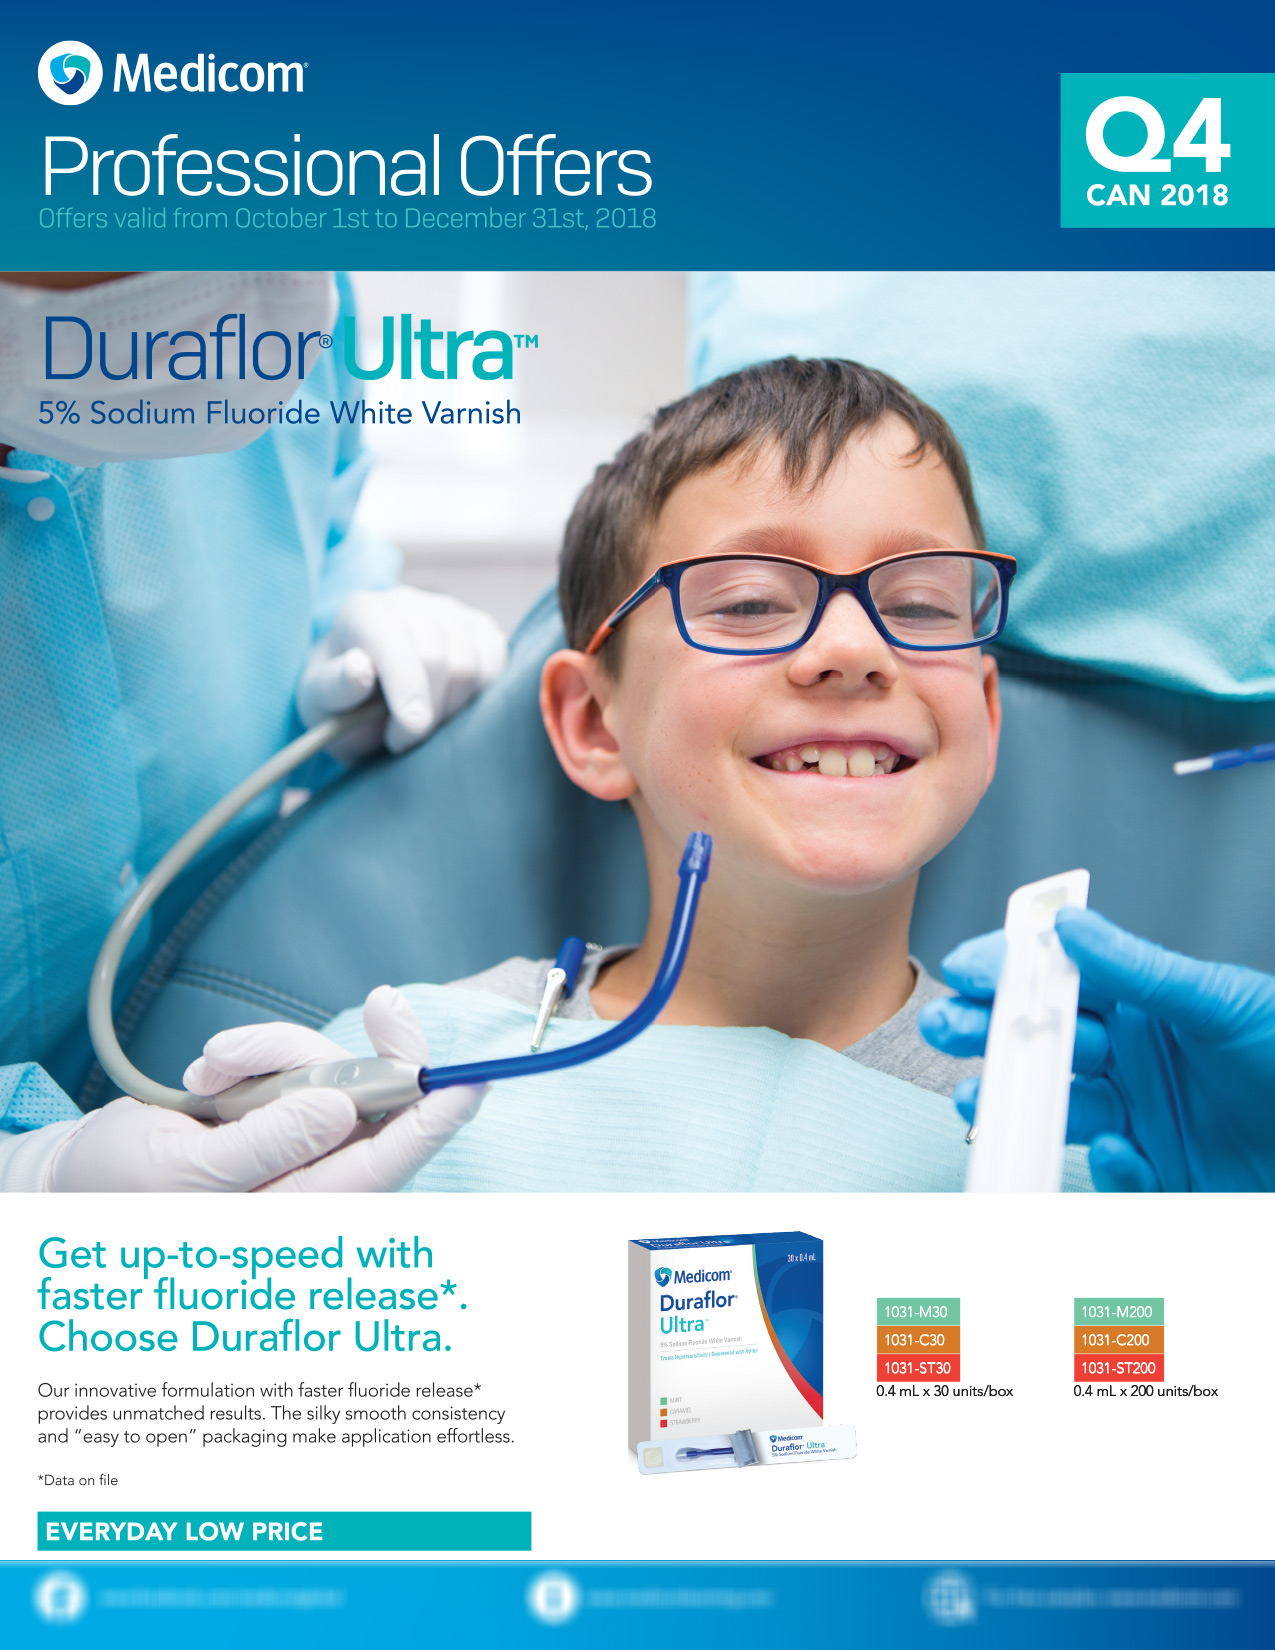 Medicom®
Professional Offers
Offers valid from October 1st to December 31st, 2018
Q4
CAN 2018
Duraflor® Ultra™
5% Sodium Fluoride White Varnish
Get up-to-speed with
faster fluoride release*.
Choose Duraflor Ultra.
Our innovative formulation with faster fluoride release*
provides unmatched results. The silky smooth consistency
and “easy to open” packaging make application effortless.
*Data on file
EVERYDAY LOW PRICE
Medicom
Duraflor Ultra
30 x 0.4 mL
Medicom®
Duraflor®
Ultra™
5% Sodium Fluoride White Varnish
Treats Hypersensitivity | Sweetened with Xylitol
MINT
CARAMEL
STRAWBERRY
Medicom®
Duraflor® Ultra™
5% Sodium Fluoride White Varnish
1031-M30
1031-C30
1031-ST30
0.4 mL x 30 units/box
1031-M200
1031-C200
1031-ST200
0.4 mL x 200 units/box